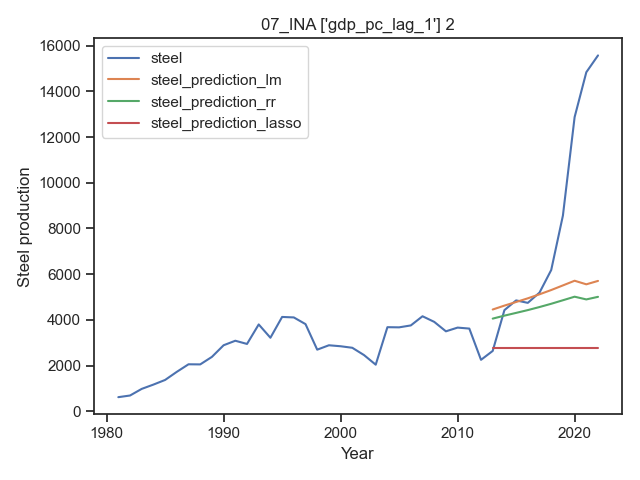 07_INA ['gdp_pc_lag_1'] 2
steel
steel_prediction_lm
steel_prediction_rr
steel_prediction_lasso
16000
14000
12000
10000
8000
6000
4000
2000
0
Steel production
1980
1990
2000
2010
2020
Year